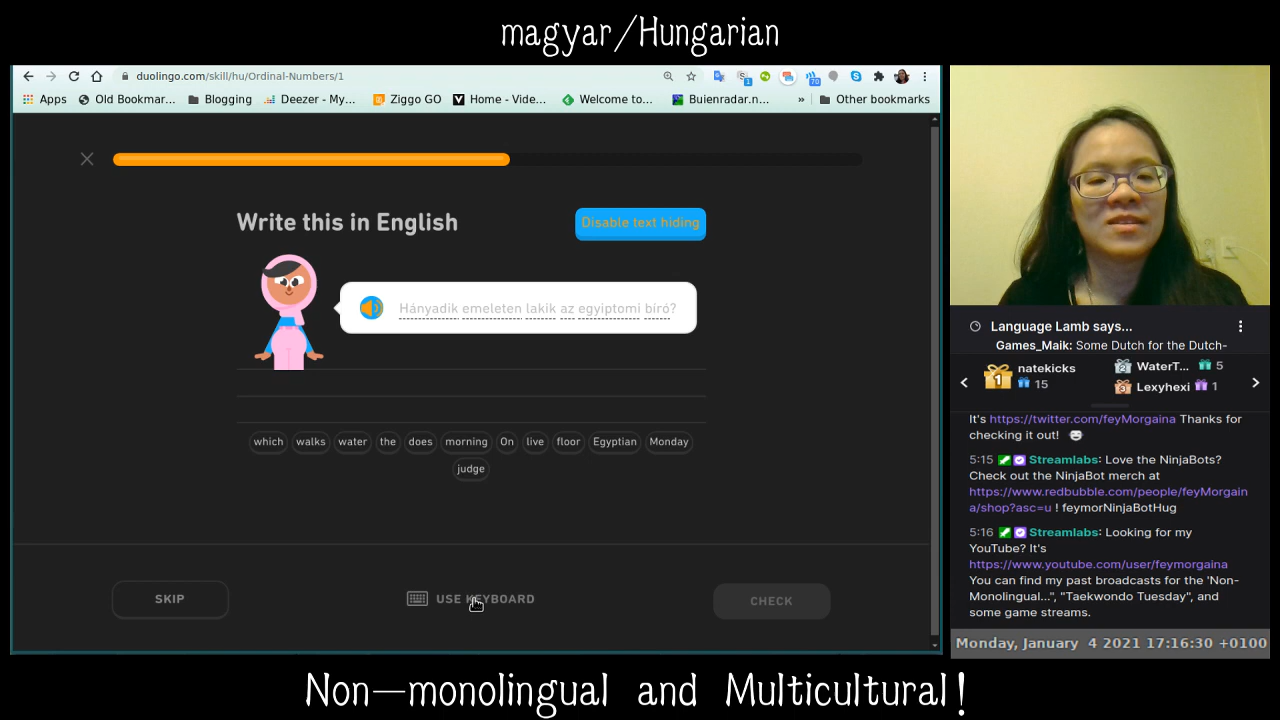 magyar/Hungarian
duolingo.com/skill/hu/Ordinal-Numbers/1
1
20
Apps
Old Bookmar...
Blogging
Deezer - My...
Ziggo GO
Home - Vide...
Welcome to...
Buienradar.n...
»
Other bookmarks
Write this in English
Disable text hiding
Hányadik emeleten lakik az egyiptomi bíró?
which walks water the does morning On live floor Egyptian Monday
judge
SKIP
USE KEYBOARD
CHECK
Language Lamb says...
Games_Maik: Some Dutch for the Dutch-
1
natekicks
15
2
WaterT...
5
3
Lexyhexi
1
It's https://twitter.com/feyMorgaina Thanks for
checking it out!
5:15 Streamlabs: Love the NinjaBots?
Check out the NinjaBot merch at
https://www.redbubble.com/people/feyMorgain
a/shop?asc=u ! feymorNinjaBotHug
5:16 Streamlabs: Looking for my
YouTube? It's
https://www.youtube.com/user/feymorgaina
You can find my past broadcasts for the 'Non-
Monolingual...", "Taekwondo Tuesday", and
some game streams.
Monday, January 4 2021 17:16:30 +0100
Non-monolingual and Multicultural!